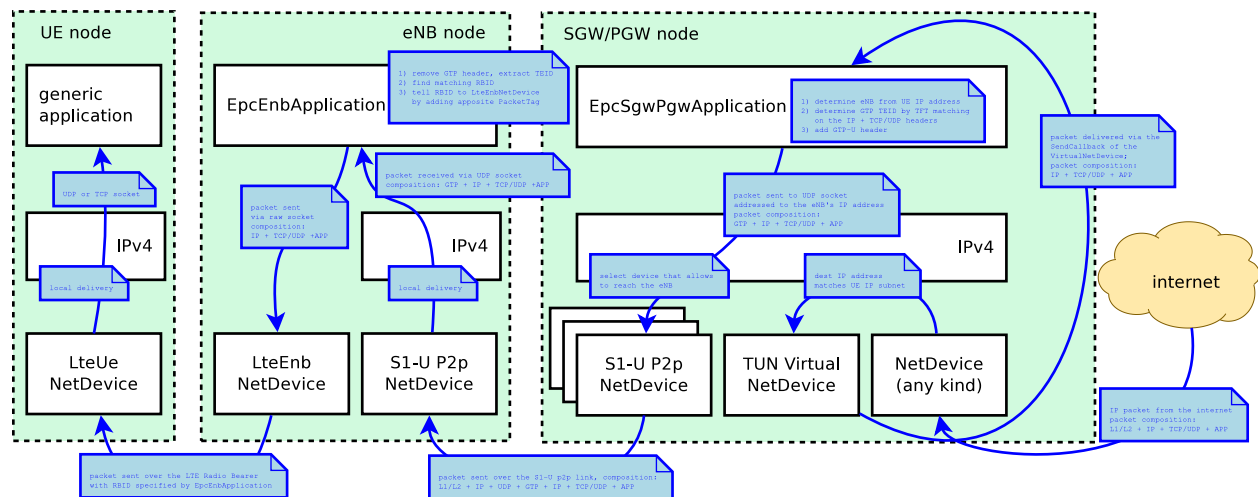 UE node
generic
application
UDP or TCP socket
IPv4
local delivery
LteUe
NetDevice
packet sent over the LTE Radio Bearer
with RBID specified by EpcEnbApplication
eNB node
EpcEnbApplication
1) remove GTP header, extract TEID
2) find matching RBID
3) tell RBID to LteEnbNetDevice
by adding apposite PacketTag
packet received via UDP socket
composition: GTP + IP + TCP/UDP +APP
packet sent
via raw socket
composition:
IP + TCP/UDP +APP
IPv4
local delivery
LteEnb
NetDevice
S1-U P2p
NetDevice
packet sent over the S1-U p2p link, composition:
L1/L2 + IP + UDP + GTP + IP + TCP/UDP + APP
SGW/PGW node
EpcSgwPgwApplication
1) determine eNB from UE IP address
2) determine GTP TEID by TFT matching
on the IP + TCP/UDP headers
3) add GTP-U header
packet sent to UDP socket
addressed to the eNB's IP address
packet composition:
GTP + IP + TCP/UDP + APP
IPv4
select device that allows
to reach the eNB
dest IP address
matches UE IP subnet
S1-U P2p
NetDevice
TUN Virtual
NetDevice
NetDevice
(any kind)
packet delivered via the
SendCallback of the
VirtualNetDevice;
packet composition:
IP + TCP/UDP + APP
internet
IP packet from the internet
packet composition:
L1/L2 + IP + TCP/UDP + APP